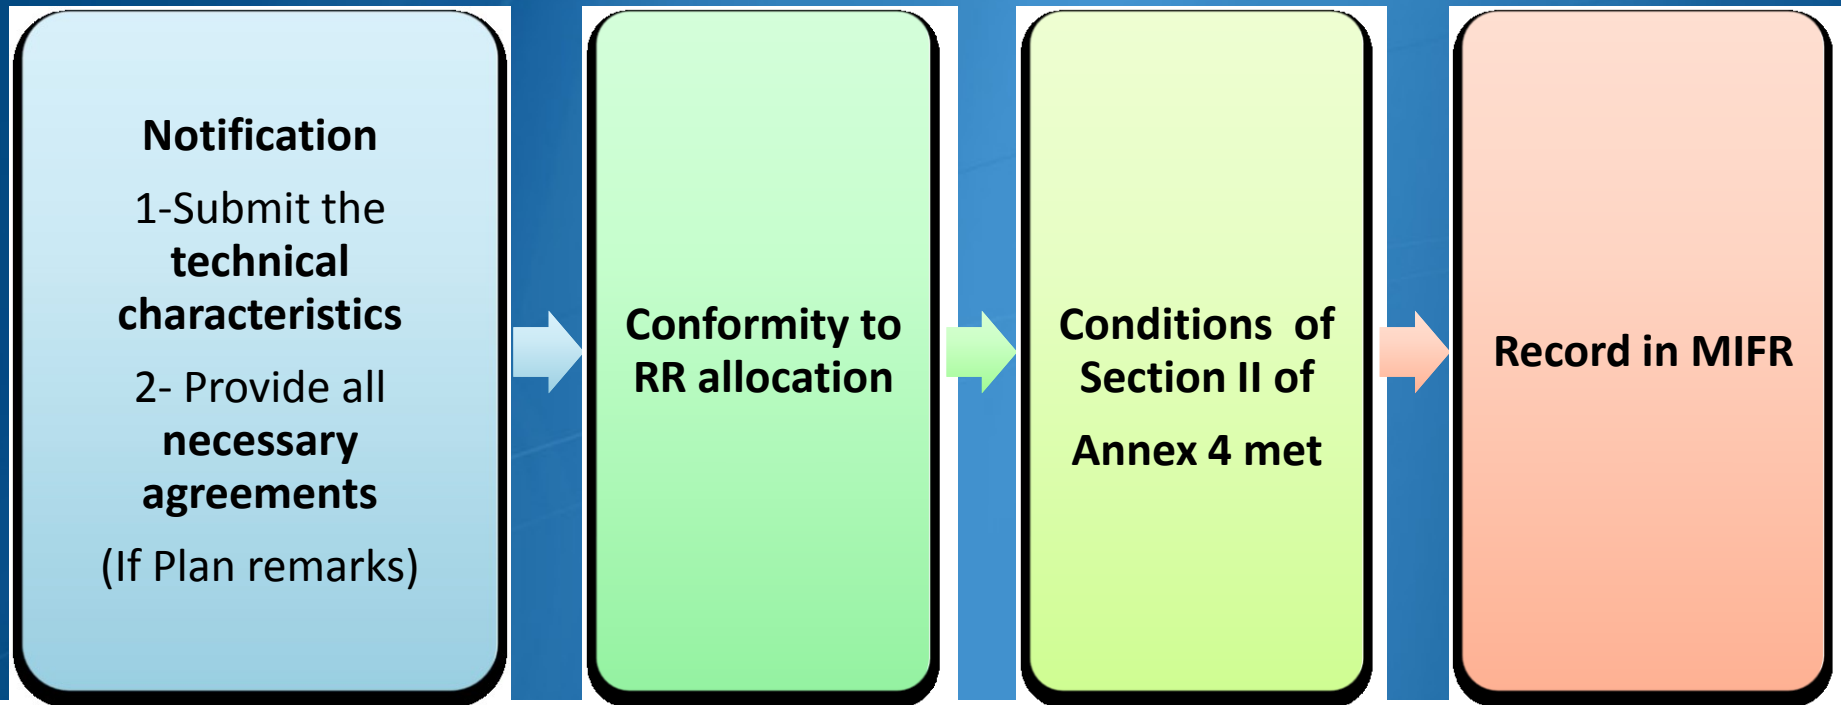 Notification
1-Submit the
technical
characteristics
2- Provide all
necessary
agreements
(If Plan remarks)
Conformity to
RR allocation
Conditions  of
Section II of
Annex 4 met
Record in MIFR